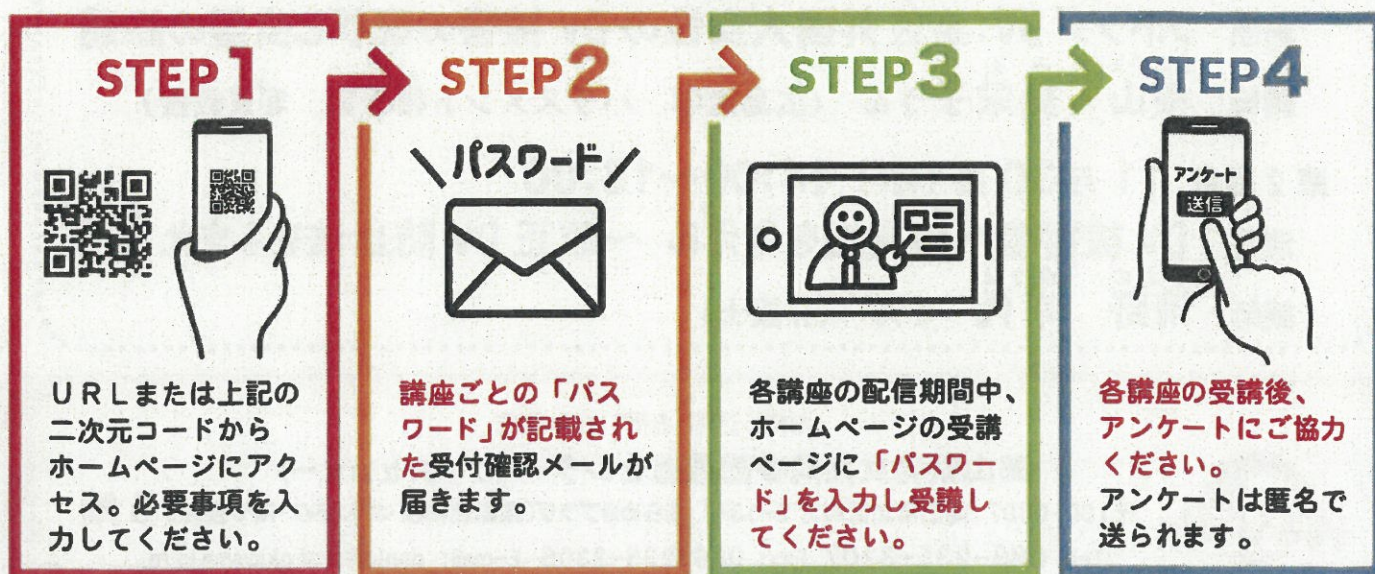 STEP1
URLまたは上記の
二次元コードから
ホームページにアク
セス。必要事項を入
力してください。
STEP2
パスワード
講座ごとの「パス
ワード」が記載され
た受付確認メールが
届きます。
STEP3
各講座の配信期間中、
ホームページの受講
ページに「パスワー
ド」を入力し受講し
てください。
STEP4
アンケート
送信
各講座の受講後、
アンケートにご協力
ください。
アンケートは匿名で
送られます。